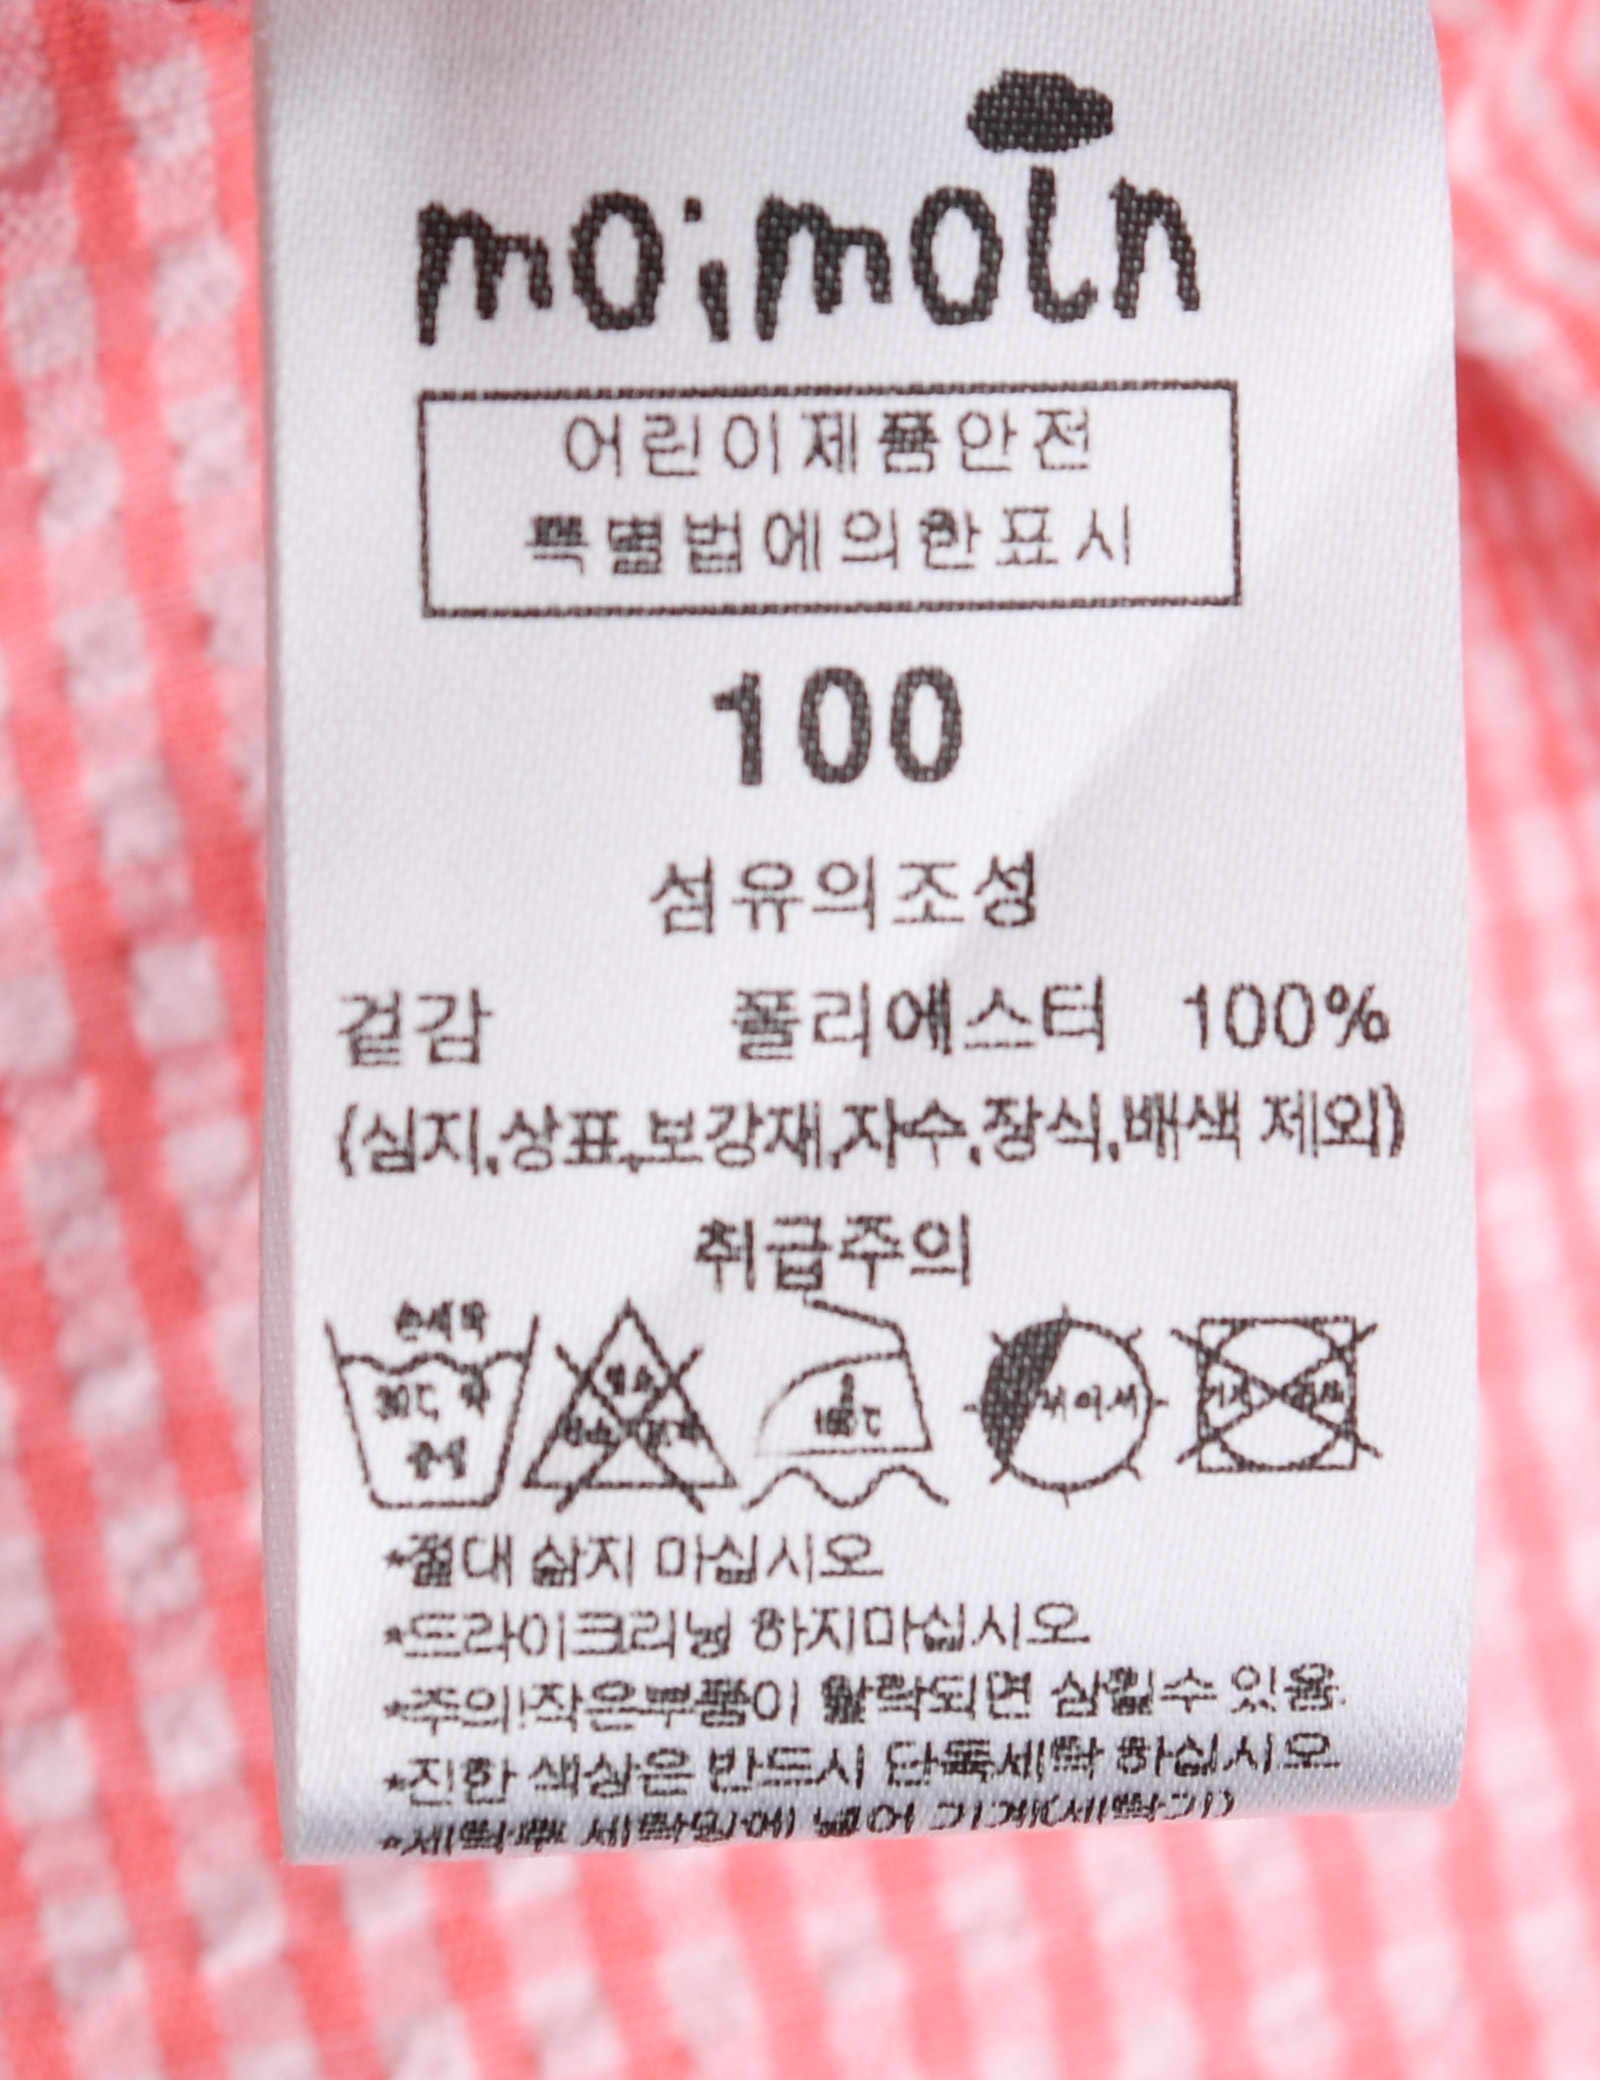 moimoln
어린이제품안전
특별법에의한표시
100
섬유의조성
겉감 폴리에스터 100%
(심지,상표,보강재,자수,장식,배색 제외)
취급주의
손세탁
30℃ 약
중성
염소
180℃
뉘어서
*절대 삶지 마십시오
*드라이크리닝 하지마십시오
*주의!작은부품이 탈락되면 삼킬수 있음.
*진한 색상은 반드시 단독세탁 하십시오